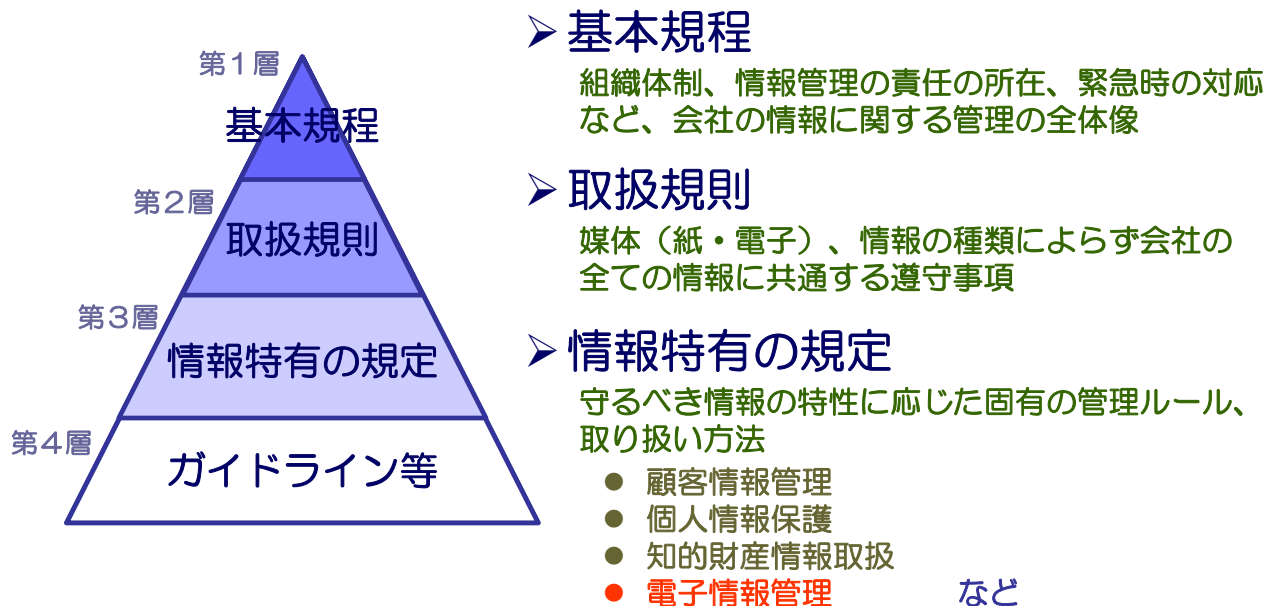 第１層
基本規程
第２層
取扱規則
第３層
情報特有の規定
第４層
ガイドライン等
➢ 基本規程
組織体制、情報管理の責任の所在、緊急時の対応
など、会社の情報に関する管理の全体像
➢ 取扱規則
媒体（紙・電子）、情報の種類によらず会社の
全ての情報に共通する遵守事項
➢ 情報特有の規定
守るべき情報の特性に応じた固有の管理ルール、
取り扱い方法
● 顧客情報管理
● 個人情報保護
● 知的財産情報取扱
● 電子情報管理 など